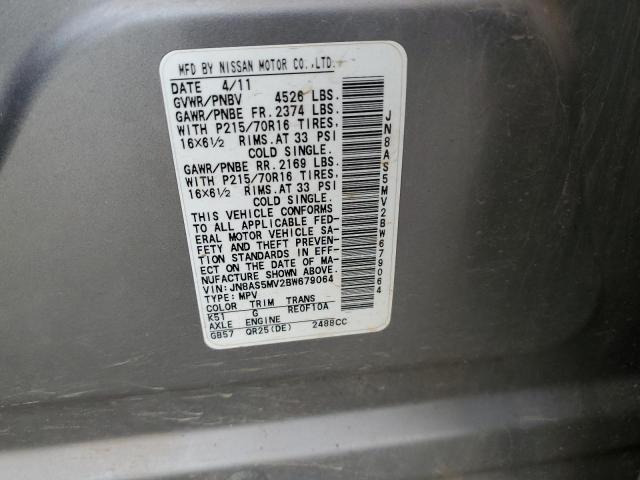 MFD BY NISSAN MOTOR CO.,LTD.
DATE 4/11
GVWR/PNBV 4526 LBS.
GAWR/PNBE FR. 2374 LBS.
WITH P215/70R16 TIRES,
16X6½ RIMS.AT 33 PSI
COLD SINGLE.
GAWR/PNBE RR. 2169 LBS.
WITH P215/70R16 TIRES,
16X6½ RIMS.AT 33 PSI
COLD SINGLE.
THIS VEHICLE CONFORMS
TO ALL APPLICABLE FED-
ERAL MOTOR VEHICLE SA-
FETY AND THEFT PREVEN-
TION STANDARDS IN EFFECT
ON THE DATE OF MA-
NUFACTURE SHOWN ABOVE.
VIN: JN8AS5MV2BW679064
TYPE: MPV
COLOR TRIM TRANS
K51 G RE0F10A
AXLE ENGINE
GB57 QR25(DE) 2488CC
JN8AS5MV2BW679064